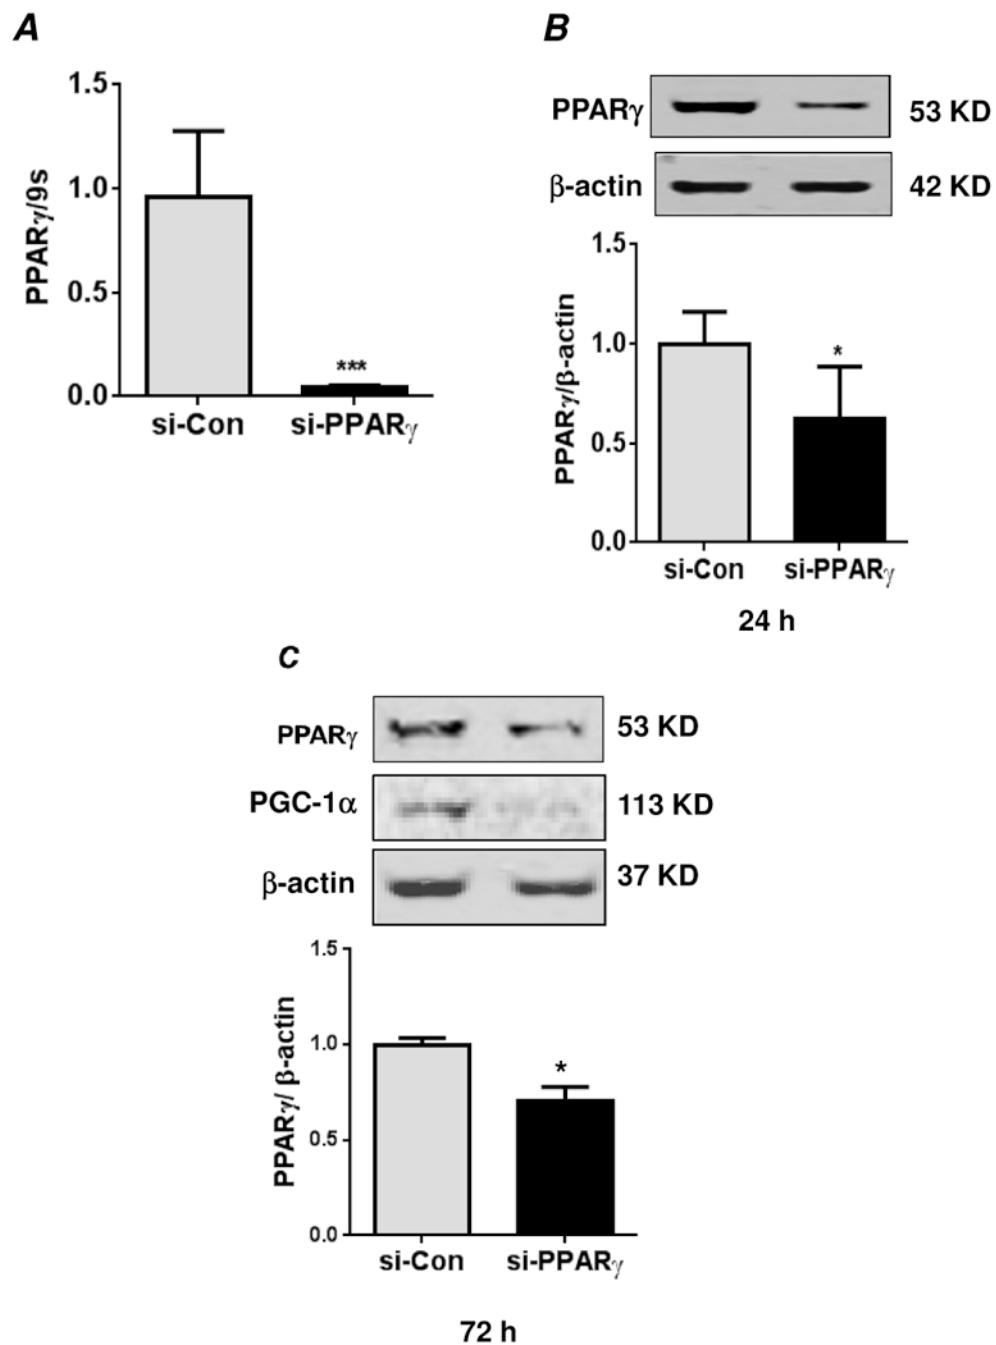 A
1.5
1.0
0.5
0.0
PPARγ/9s
***
si-Con
si-PPARγ
B
PPARγ
53 KD
β-actin
42 KD
1.5
1.0
0.5
0.0
PPARγ/β-actin
*
si-Con
si-PPARγ
24 h
C
PPARγ
53 KD
PGC-1α
113 KD
β-actin
37 KD
1.5
1.0
0.5
0.0
PPARγ/ β-actin
*
si-Con
si-PPARγ
72 h